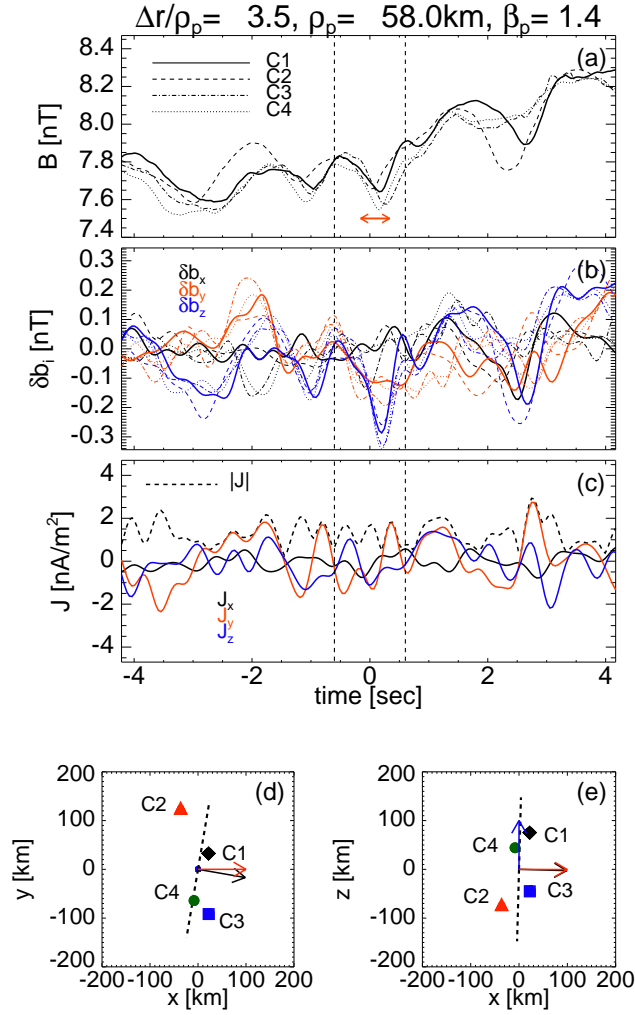 Δr/ρp= 3.5, ρp= 58.0km, βp= 1.4
(a)
C1
C2
C3
C4
B [nT]
8.4
8.2
8.0
7.8
7.6
7.4
(b)
δbx
δby
δbz
δbi [nT]
0.3
0.2
0.1
0.0
-0.1
-0.2
-0.3
(c)
|J|
J [nA/m²]
4
2
0
-2
-4
Jx
Jy
Jz
-4 -2 0 2 4
time [sec]
(d)
C2
C1
C4
C3
y [km]
200
100
0
-100
-200
-200 -100 0 100 200
x [km]
(e)
C1
C4
C3
C2
z [km]
200
100
0
-100
-200
-200 -100 0 100 200
x [km]